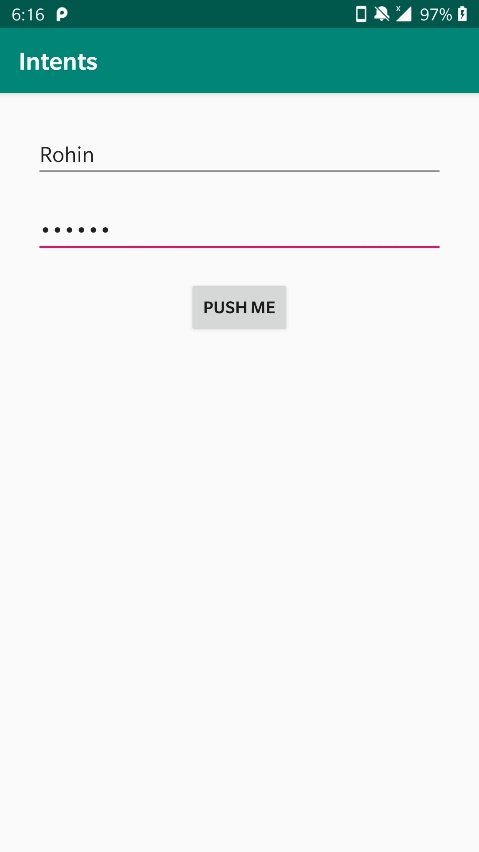 6:16 97%
Intents
Rohin
••••••
PUSH ME